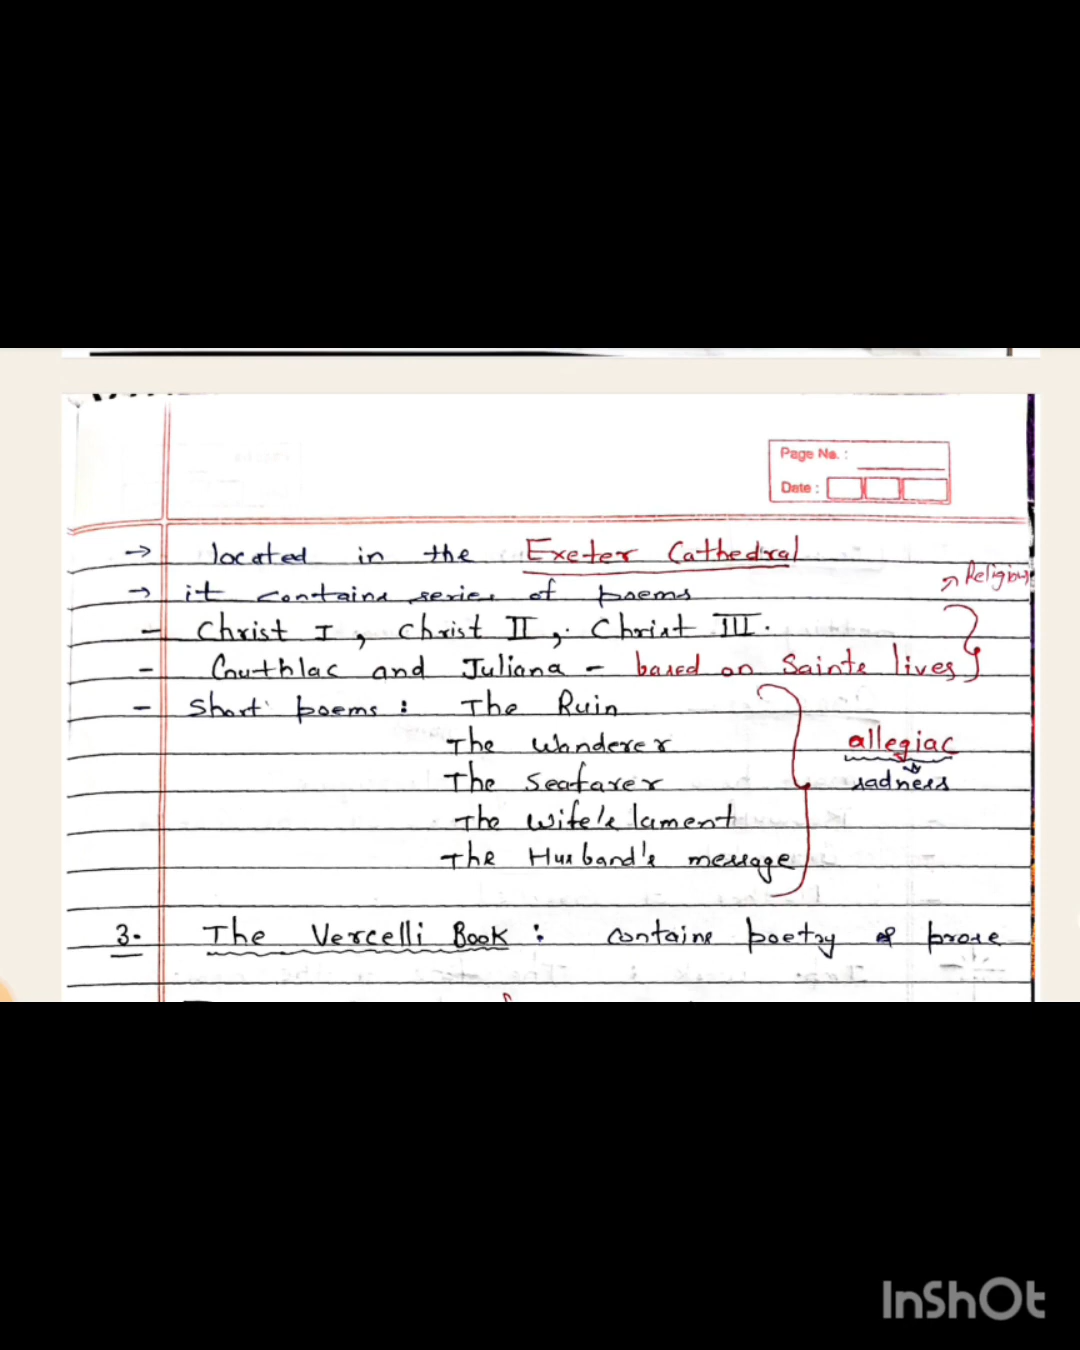 Page No. :
Date :
→ located in the Exeter Cathedral
→ it contains series of poems
↗ Religious
- Christ I , Christ II , Christ III .
- Guthlac and Juliana - based on Saints lives
- Short poems : The Ruin
The Wanderer
allegiac
The Seafarer
sadness
The Wife's lament
The Husband's message
3. The Vercelli Book : contains poetry & prose
InShOt